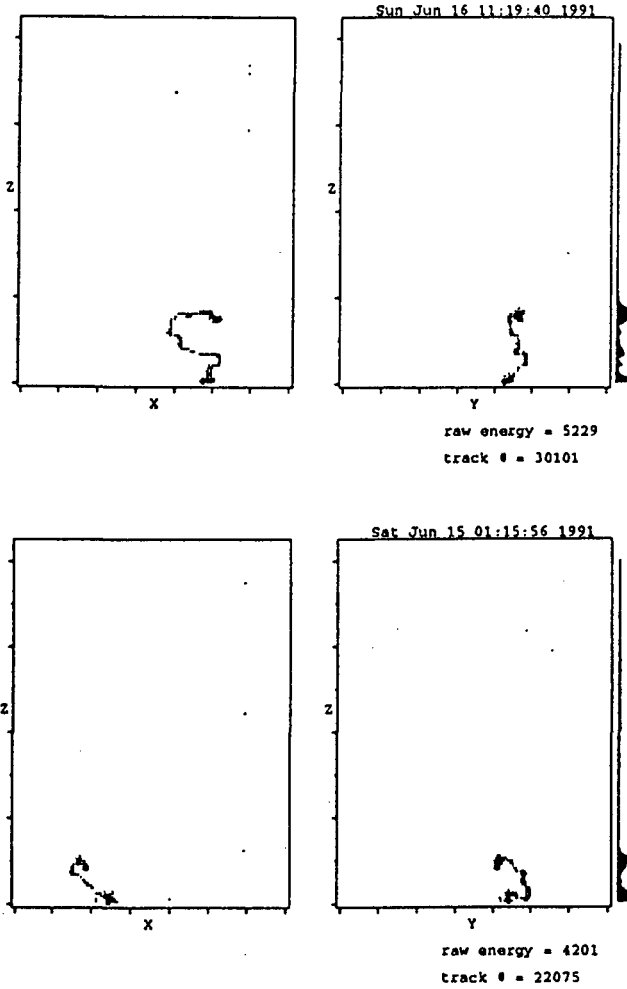 Sun Jun 16 11:19:40 1991
Z
Z
X
Y
raw energy = 5229
track # = 30101
Sat Jun 15 01:15:56 1991
Z
Z
X
Y
raw energy = 4201
track # = 22075